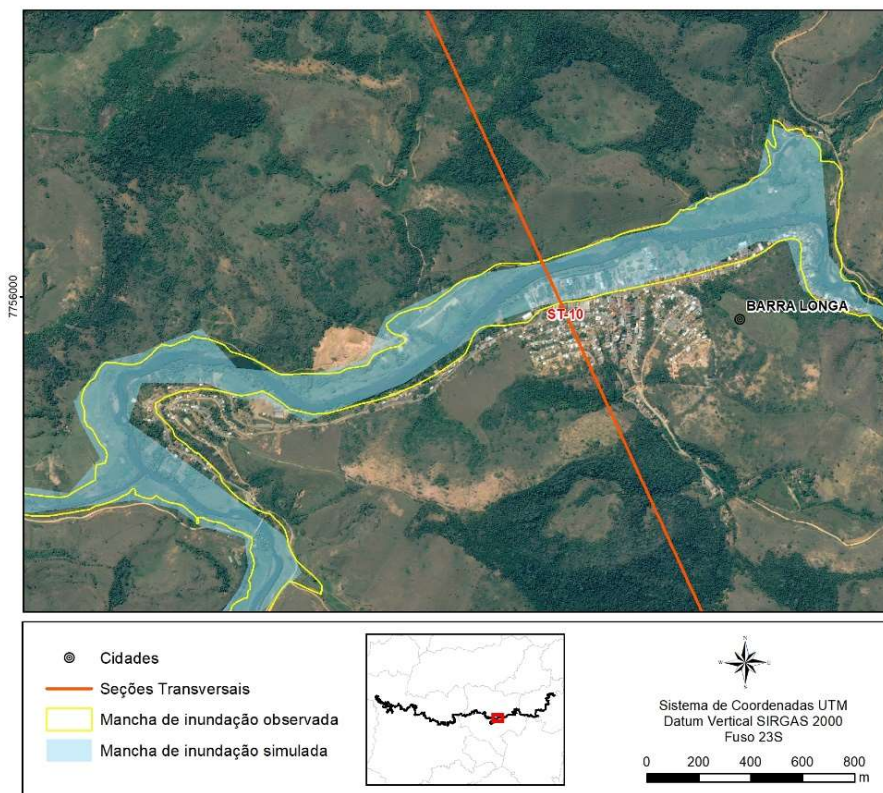 7756000
ST-10
BARRA LONGA
Cidades
Seções Transversais
Mancha de inundação observada
Mancha de inundação simulada
N
S
Sistema de Coordenadas UTM
Datum Vertical SIRGAS 2000
Fuso 23S
0 200 400 600 800
m